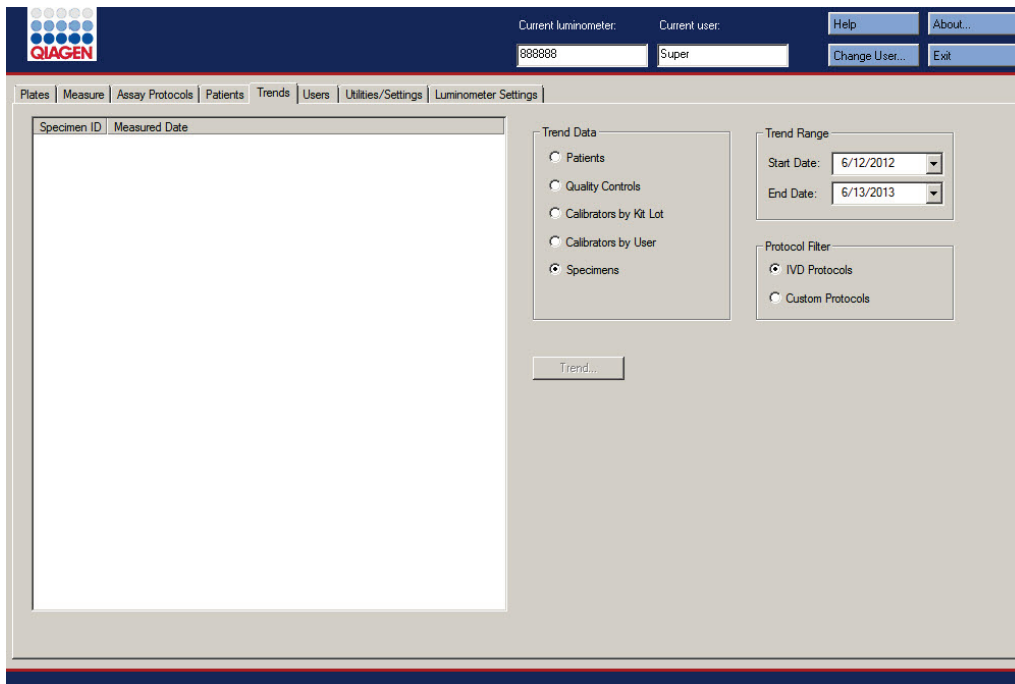 QIAGEN
Current luminometer: Current user:
888888 Super
Help About...
Change User... Exit
Plates Measure Assay Protocols Patients Trends Users Utilities/Settings Luminometer Settings
Specimen ID Measured Date
Trend Data
Patients
Quality Controls
Calibrators by Kit Lot
Calibrators by User
Specimens
Trend Range
Start Date: 6/12/2012
End Date: 6/13/2013
Protocol Filter
IVD Protocols
Custom Protocols
Trend...